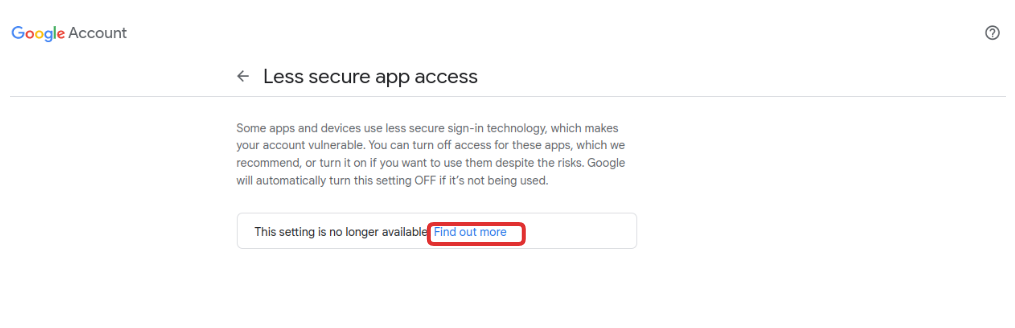 Google Account
Less secure app access
Some apps and devices use less secure sign-in technology, which makes
your account vulnerable. You can turn off access for these apps, which we
recommend, or turn it on if you want to use them despite the risks. Google
will automatically turn this setting OFF if it's not being used.
This setting is no longer available Find out more